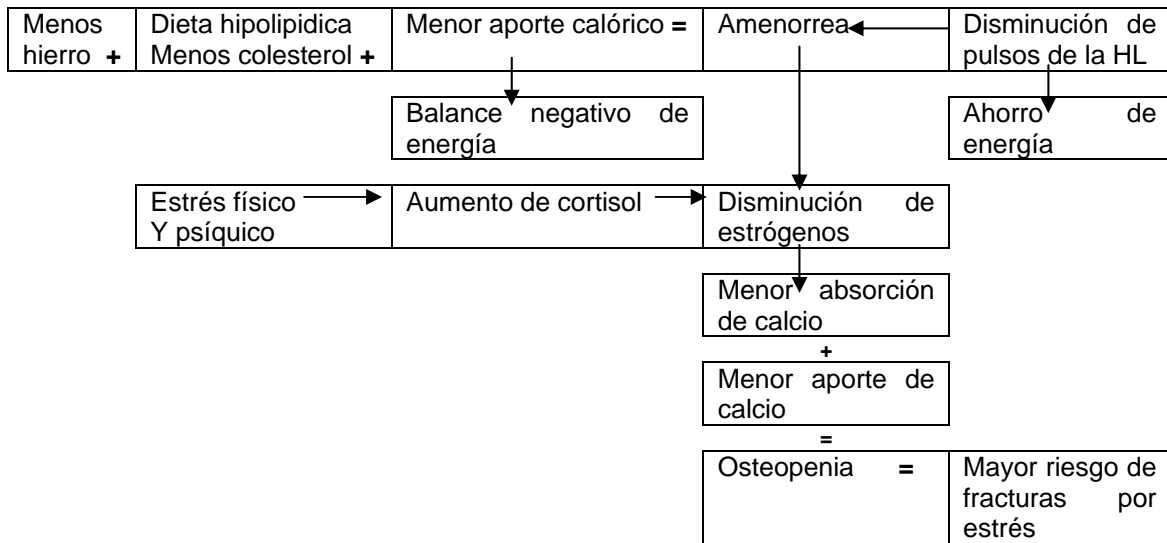 Menos
hierro +
Dieta hipolipidica
Menos colesterol +
Menor aporte calórico =
Amenorrea
Disminución de
pulsos de la HL
Balance negativo de
energía
Ahorro de
energía
Estrés físico
Y psíquico
Aumento de cortisol
Disminución de
estrógenos
Menor absorción
de calcio
+
Menor aporte de
calcio
=
Osteopenia =
Mayor riesgo de
fracturas por
estrés